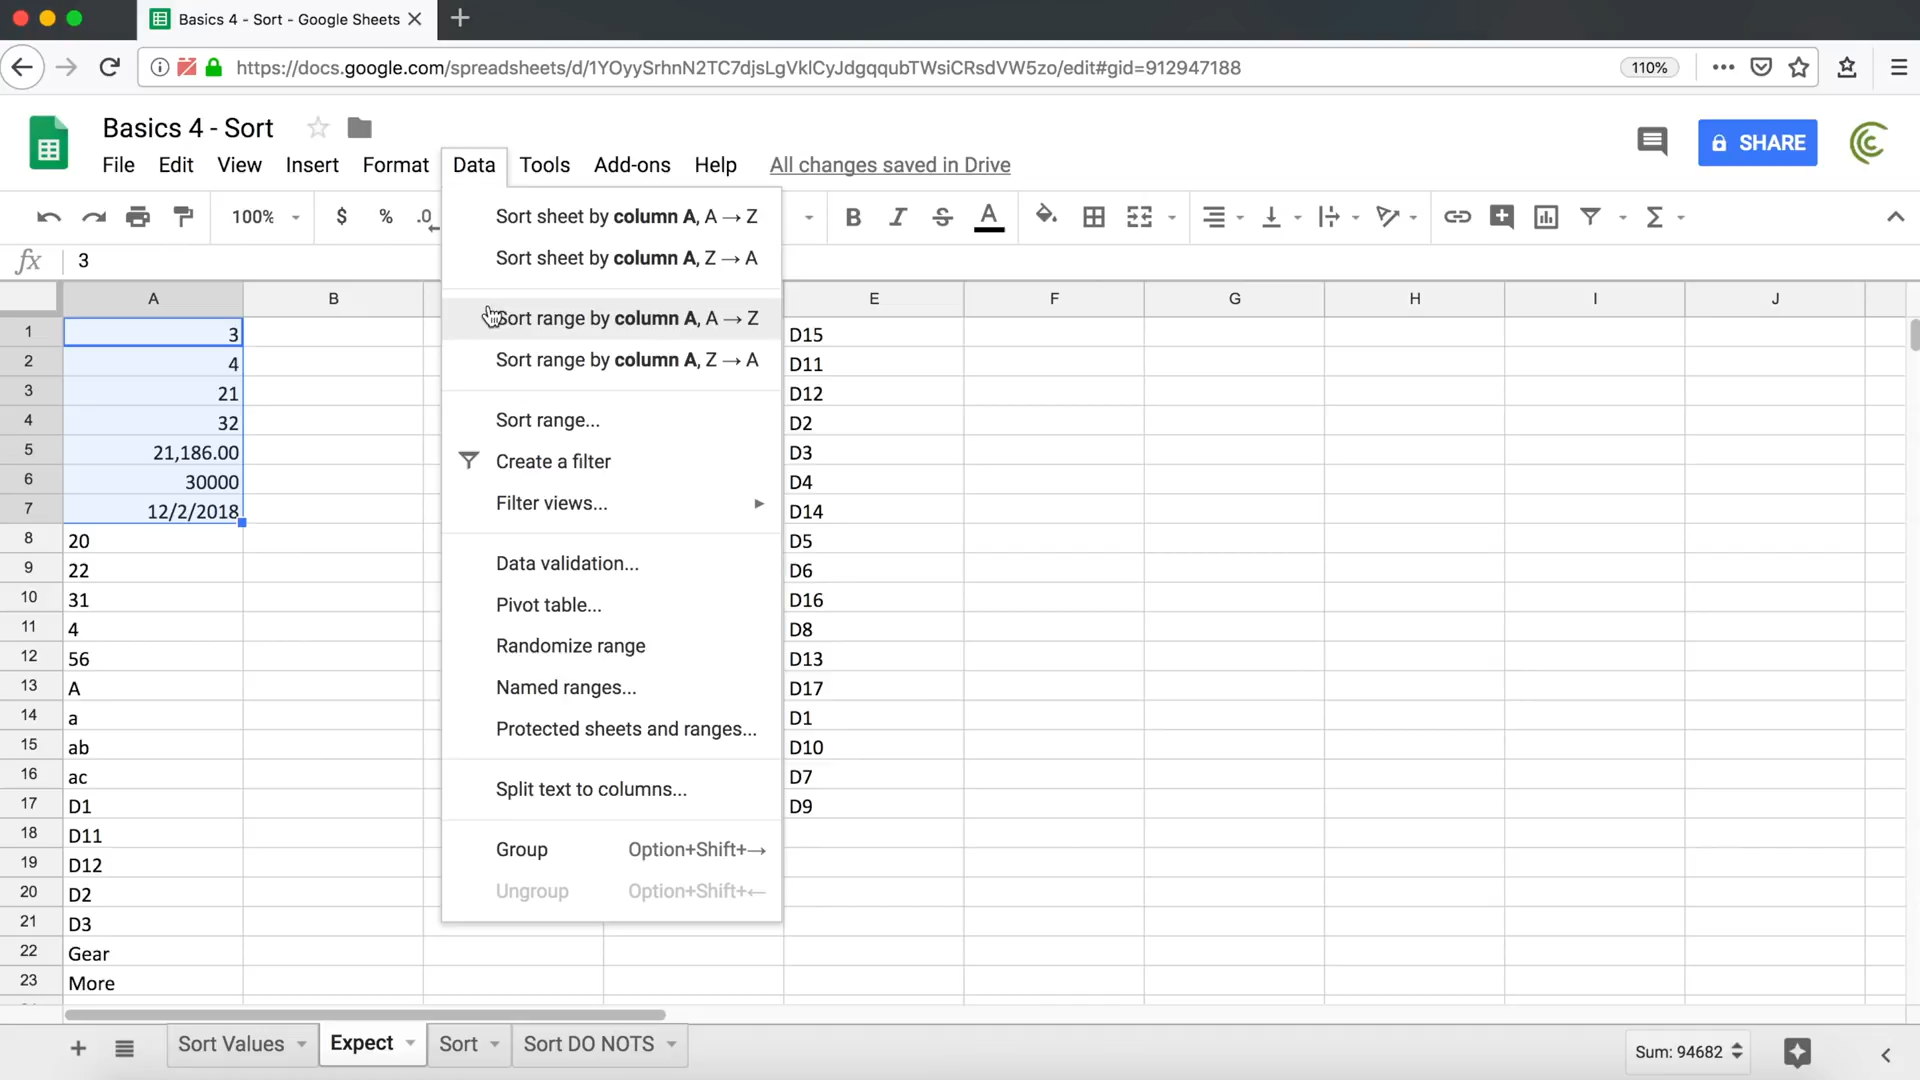 Basics 4 - Sort - Google Sheets
https://docs.google.com/spreadsheets/d/1YOyySrhnN2TC7djsLgVklCyJdgqqubTWsiCRsdVW5zo/edit#gid=912947188
110%
Basics 4 - Sort
SHARE
File Edit View Insert Format Data Tools Add-ons Help All changes saved in Drive
100% $ % .0 B I S A Σ
fx 3
A B E F G H I J
1 3 D15
2 4 D11
3 21 D12
4 32 D2
5 21,186.00 D3
6 30000 D4
7 12/2/2018 D14
8 20 D5
9 22 D6
10 31 D16
11 4 D8
12 56 D13
13 A D17
14 a D1
15 ab D10
16 ac D7
17 D1 D9
18 D11
19 D12
20 D2
21 D3
22 Gear
23 More
Sort sheet by column A, A → Z
Sort sheet by column A, Z → A
Sort range by column A, A → Z
Sort range by column A, Z → A
Sort range...
Create a filter
Filter views...
Data validation...
Pivot table...
Randomize range
Named ranges...
Protected sheets and ranges...
Split text to columns...
Group Option+Shift+→
Ungroup Option+Shift+←
Sort Values Expect Sort Sort DO NOTS
Sum: 94682